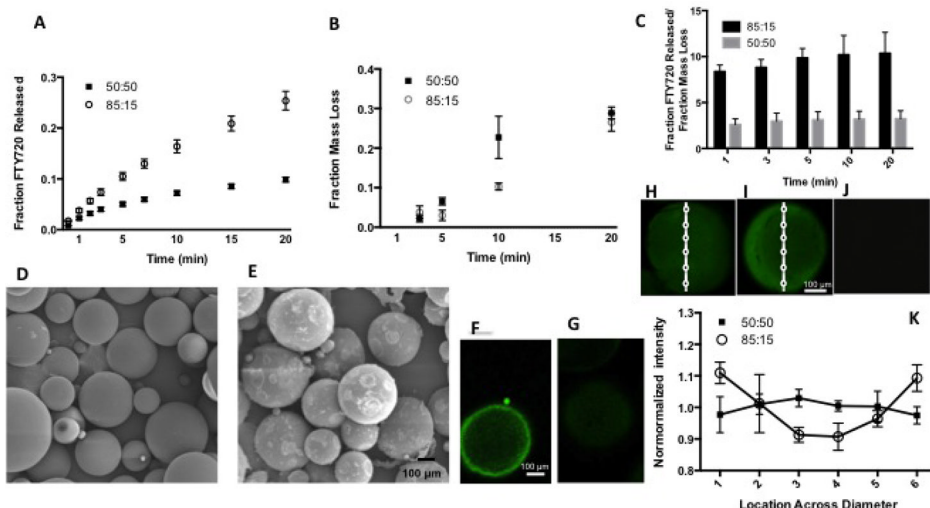 A
Fraction FTY720 Released
0.3
0.2
0.1
0.0
50:50
85:15
1
5
10
15
20
Time (min)
B
Fraction Mass Loss
0.4
0.3
0.2
0.1
0.0
50:50
85:15
1
5
10
15
20
Time (min)
C
Fraction FTY720 Released/
Fraction Mass Loss
15
10
5
0
85:15
50:50
1
3
5
10
20
Time (min)
D
E
100 µm
F
100 µm
G
H
I
100 µm
J
K
Normormalized intensity
1.3
1.2
1.1
1.0
0.9
0.8
50:50
85:15
1
2
3
4
5
6
Location Across Diameter